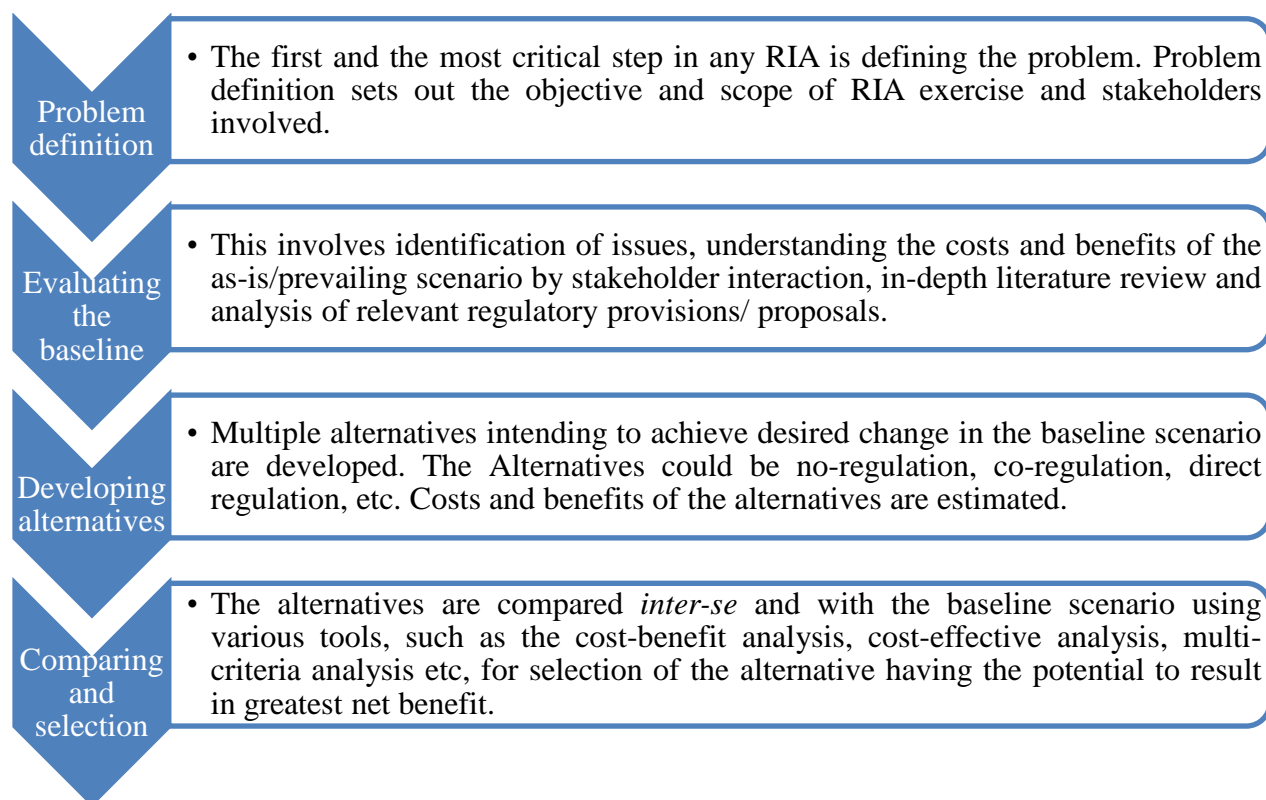 Problem
definition
• The first and the most critical step in any RIA is defining the problem. Problem
definition sets out the objective and scope of RIA exercise and stakeholders
involved.
Evaluating
the
baseline
• This involves identification of issues, understanding the costs and benefits of the
as-is/prevailing scenario by stakeholder interaction, in-depth literature review and
analysis of relevant regulatory provisions/ proposals.
Developing
alternatives
• Multiple alternatives intending to achieve desired change in the baseline scenario
are developed. The Alternatives could be no-regulation, co-regulation, direct
regulation, etc. Costs and benefits of the alternatives are estimated.
Comparing
and
selection
• The alternatives are compared inter-se and with the baseline scenario using
various tools, such as the cost-benefit analysis, cost-effective analysis, multi-
criteria analysis etc, for selection of the alternative having the potential to result
in greatest net benefit.